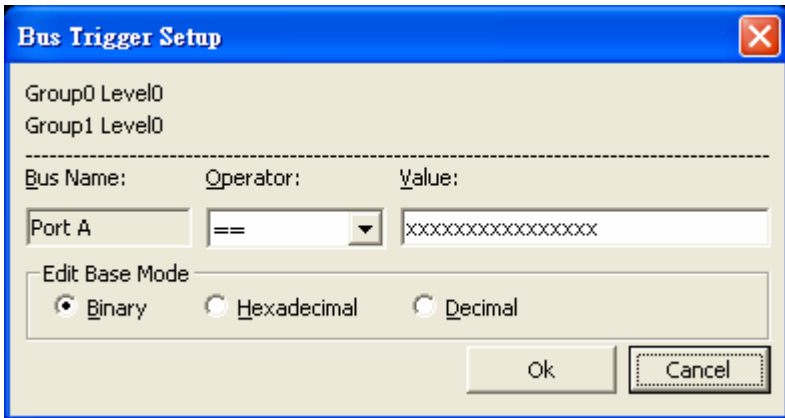 Bus Trigger Setup
Group0 Level0
Group1 Level0
Bus Name: Operator: Value:
Port A == xxxxxxxxxxxxxxxx
Edit Base Mode
Binary Hexadecimal Decimal
Ok Cancel